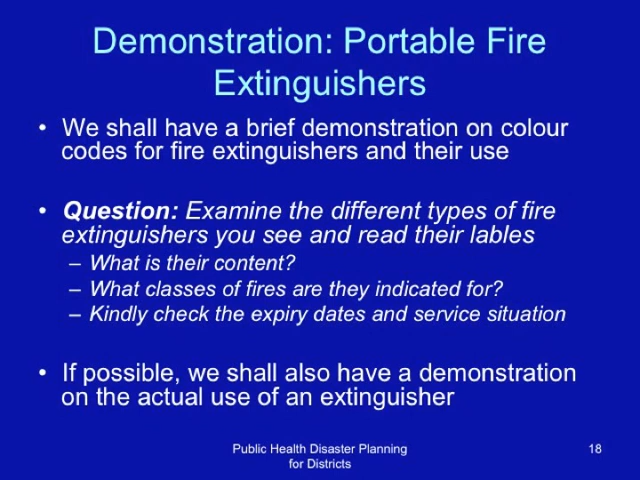 Demonstration: Portable Fire
Extinguishers
• We shall have a brief demonstration on colour
codes for fire extinguishers and their use
• Question: Examine the different types of fire
extinguishers you see and read their lables
– What is their content?
– What classes of fires are they indicated for?
– Kindly check the expiry dates and service situation
• If possible, we shall also have a demonstration
on the actual use of an extinguisher
Public Health Disaster Planning
for Districts
18